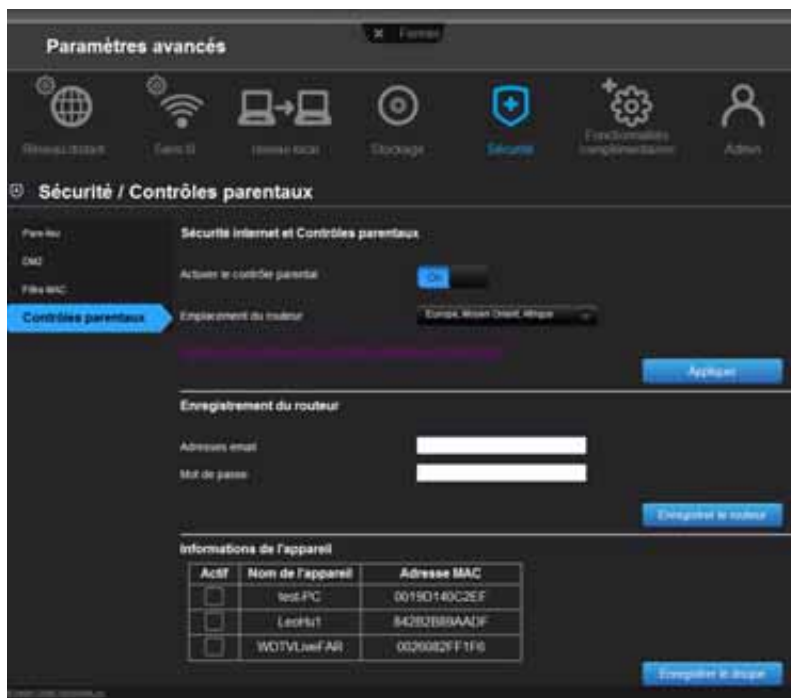 Paramètres avancés
× Fermer
Réseau distant
Sans fil
réseau local
Stockage
Sécurité
Fonctionnalités
complémentaires
Admin
Sécurité / Contrôles parentaux
Pare-feu
DMZ
Filtre MAC
Contrôles parentaux
Sécurité internet et Contrôles parentaux
Activer le contrôle parental
On
Emplacement du routeur
Europe, Moyen Orient, Afrique
Appliquer
Enregistrement du routeur
Adresses email
Mot de passe
Enregistrer le routeur
Informations de l'appareil
Actif Nom de l'appareil Adresse MAC
test-PC 0019D140C2EF
LeoHu1 842B2B89AADF
WDTVLiveFAR 0026082FF1F6
Enregistrer le disque